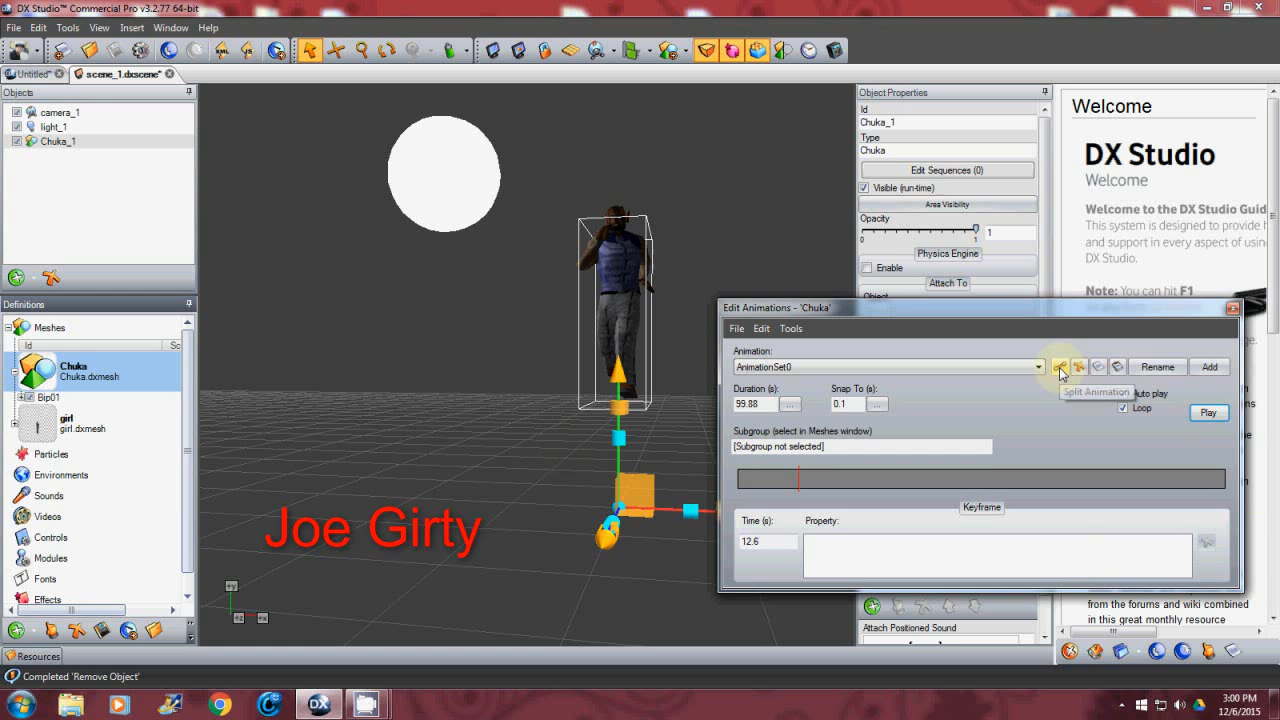 DX Studio™ Commercial Pro v3.2.77 64-bit
File Edit Tools View Insert Window Help
Untitled* scene_1.dxscene*
Objects
camera_1
light_1
Chuka_1
Definitions
Meshes
Id Sc
Chuka
Chuka.dxmesh
Bip01
girl
girl.dxmesh
Particles
Environments
Sounds
Videos
Controls
Modules
Fonts
Effects
Resources
Completed 'Remove Object'
Joe Girty
+y
+x
Object Properties
Id
Chuka_1
Type
Chuka
Edit Sequences (0)
Visible (run-time)
Area Visibility
Opacity
1
0 1
Physics Engine
Enable
Attach To
Object
Edit Animations - 'Chuka'
File Edit Tools
Animation:
AnimationSet0
Rename Add
Split Animation
Duration (s): Snap To (s): Auto play
99.88 ... 0.1 ... Loop
Play
Subgroup (select in Meshes window)
[Subgroup not selected]
Keyframe
Time (s): Property:
12.6
Attach Positioned Sound
Welcome
DX Studio
Welcome
Welcome to the DX Studio Guid
This system is designed to provide h
and support in every aspect of using
DX Studio.
Note: You can hit F1
from the forums and wiki combined
in this great monthly resource
3:00 PM
12/6/2015